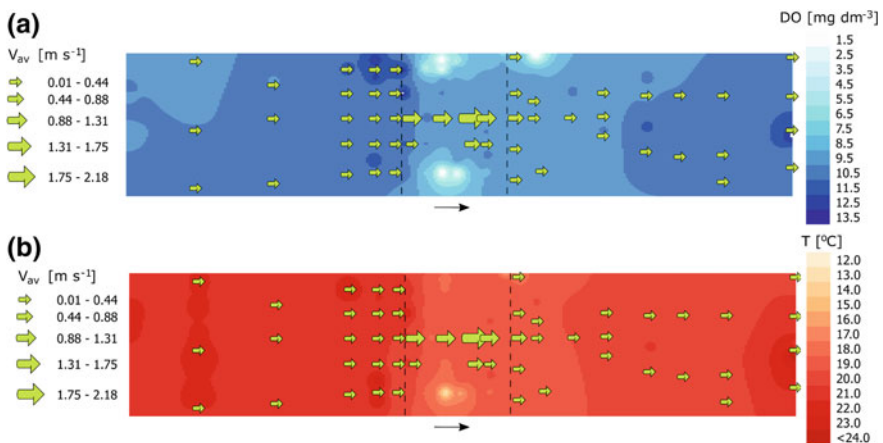 (a)
V_av [m s⁻¹]
0.01 - 0.44
0.44 - 0.88
0.88 - 1.31
1.31 - 1.75
1.75 - 2.18
DO [mg dm⁻³]
1.5
2.5
3.5
4.5
5.5
6.5
7.5
8.5
9.5
10.5
11.5
12.5
13.5
(b)
V_av [m s⁻¹]
0.01 - 0.44
0.44 - 0.88
0.88 - 1.31
1.31 - 1.75
1.75 - 2.18
T [°C]
12.0
13.0
14.0
15.0
16.0
17.0
18.0
19.0
20.0
21.0
22.0
23.0
<24.0